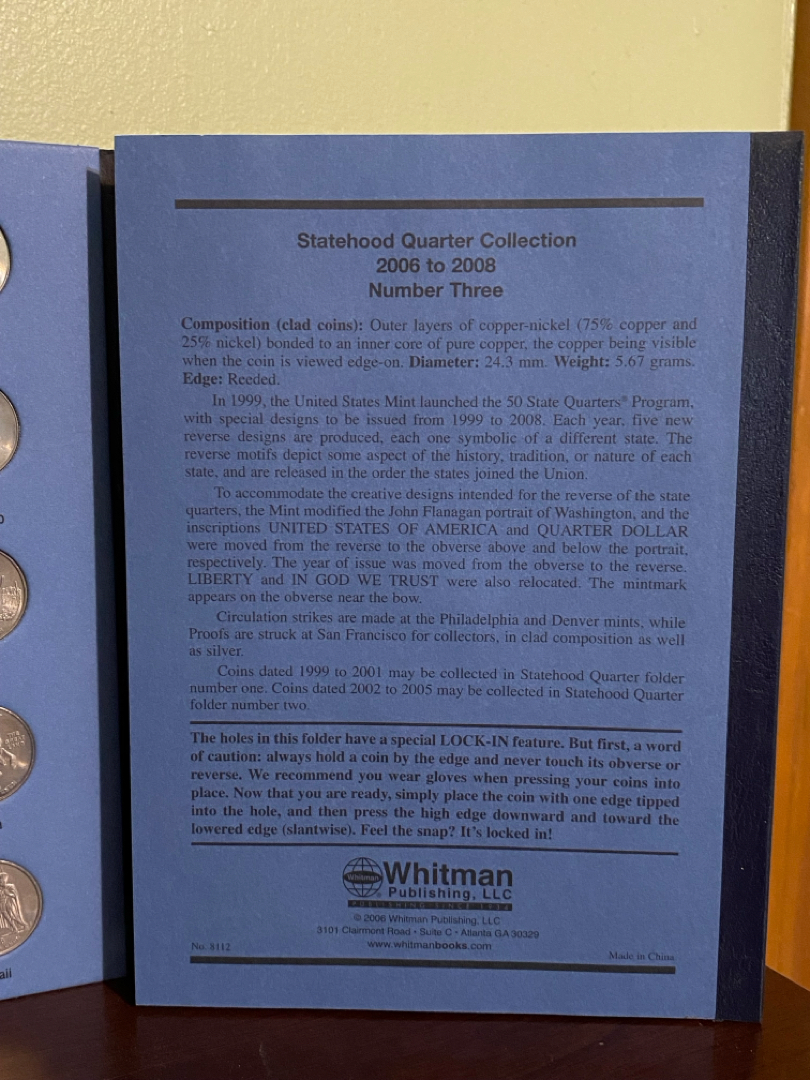 Statehood Quarter Collection
2006 to 2008
Number Three
Composition (clad coins): Outer layers of copper-nickel (75% copper and
25% nickel) bonded to an inner core of pure copper, the copper being visible
when the coin is viewed edge-on. Diameter: 24.3 mm. Weight: 5.67 grams.
Edge: Reeded.
In 1999, the United States Mint launched the 50 State Quarters® Program,
with special designs to be issued from 1999 to 2008. Each year, five new
reverse designs are produced, each one symbolic of a different state. The
reverse motifs depict some aspect of the history, tradition, or nature of each
state, and are released in the order the states joined the Union.
To accommodate the creative designs intended for the reverse of the state
quarters, the Mint modified the John Flanagan portrait of Washington, and the
inscriptions UNITED STATES OF AMERICA and QUARTER DOLLAR
were moved from the reverse to the obverse above and below the portrait,
respectively. The year of issue was moved from the obverse to the reverse.
LIBERTY and IN GOD WE TRUST were also relocated. The mintmark
appears on the obverse near the bow.
Circulation strikes are made at the Philadelphia and Denver mints, while
Proofs are struck at San Francisco for collectors, in clad composition as well
as silver.
Coins dated 1999 to 2001 may be collected in Statehood Quarter folder
number one. Coins dated 2002 to 2005 may be collected in Statehood Quarter
folder number two.
The holes in this folder have a special LOCK-IN feature. But first, a word
of caution: always hold a coin by the edge and never touch its obverse or
reverse. We recommend you wear gloves when pressing your coins into
place. Now that you are ready, simply place the coin with one edge tipped
into the hole, and then press the high edge downward and toward the
lowered edge (slantwise). Feel the snap? It's locked in!
Whitman
Whitman
Publishing, LLC
PUBLISHING SINCE 1934
© 2006 Whitman Publishing, LLC
3101 Clairmont Road • Suite C • Atlanta GA 30329
www.whitmanbooks.com
No. 8112
Made in China
aii